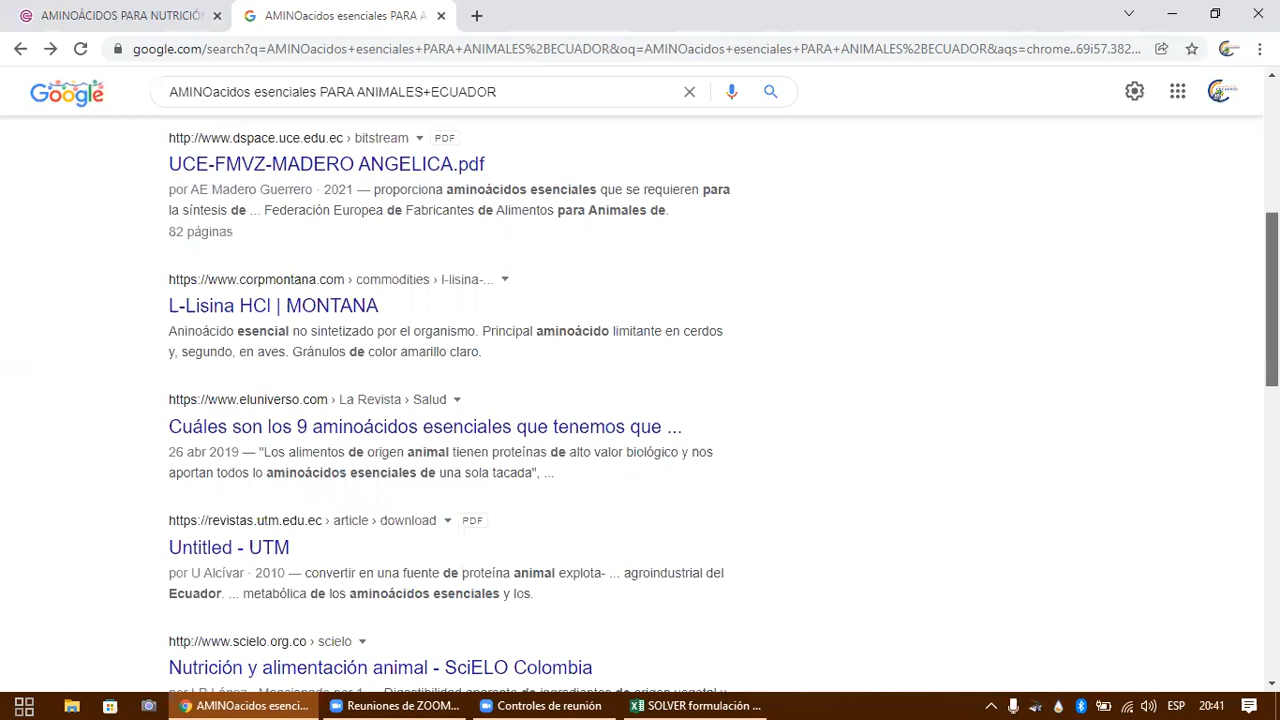 AMINOÁCIDOS PARA NUTRICIÓN
AMINOacidos esenciales PARA A
google.com/search?q=AMINOacidos+esenciales+PARA+ANIMALES%2BECUADOR&oq=AMINOacidos+esenciales+PARA+ANIMALES%2BECUADOR&aqs=chrome..69i57.382...
Google
AMINOacidos esenciales PARA ANIMALES+ECUADOR
http://www.dspace.uce.edu.ec › bitstream PDF
UCE-FMVZ-MADERO ANGELICA.pdf
por AE Madero Guerrero · 2021 — proporciona aminoácidos esenciales que se requieren para
la síntesis de ... Federación Europea de Fabricantes de Alimentos para Animales de.
82 páginas
https://www.corpmontana.com › commodities › l-lisina-...
L-Lisina HCl | MONTANA
Aninoácido esencial no sintetizado por el organismo. Principal aminoácido limitante en cerdos
y, segundo, en aves. Gránulos de color amarillo claro.
https://www.eluniverso.com › La Revista › Salud
Cuáles son los 9 aminoácidos esenciales que tenemos que ...
26 abr 2019 — "Los alimentos de origen animal tienen proteínas de alto valor biológico y nos
aportan todos lo aminoácidos esenciales de una sola tacada", ...
https://revistas.utm.edu.ec › article › download PDF
Untitled - UTM
por U Alcívar · 2010 — convertir en una fuente de proteína animal explota- ... agroindustrial del
Ecuador. ... metabólica de los aminoácidos esenciales y los.
http://www.scielo.org.co › scielo
Nutrición y alimentación animal - SciELO Colombia
AMINOacidos esenci...
Reuniones de ZOOM...
Controles de reunión
SOLVER formulación ...
ESP
20:41